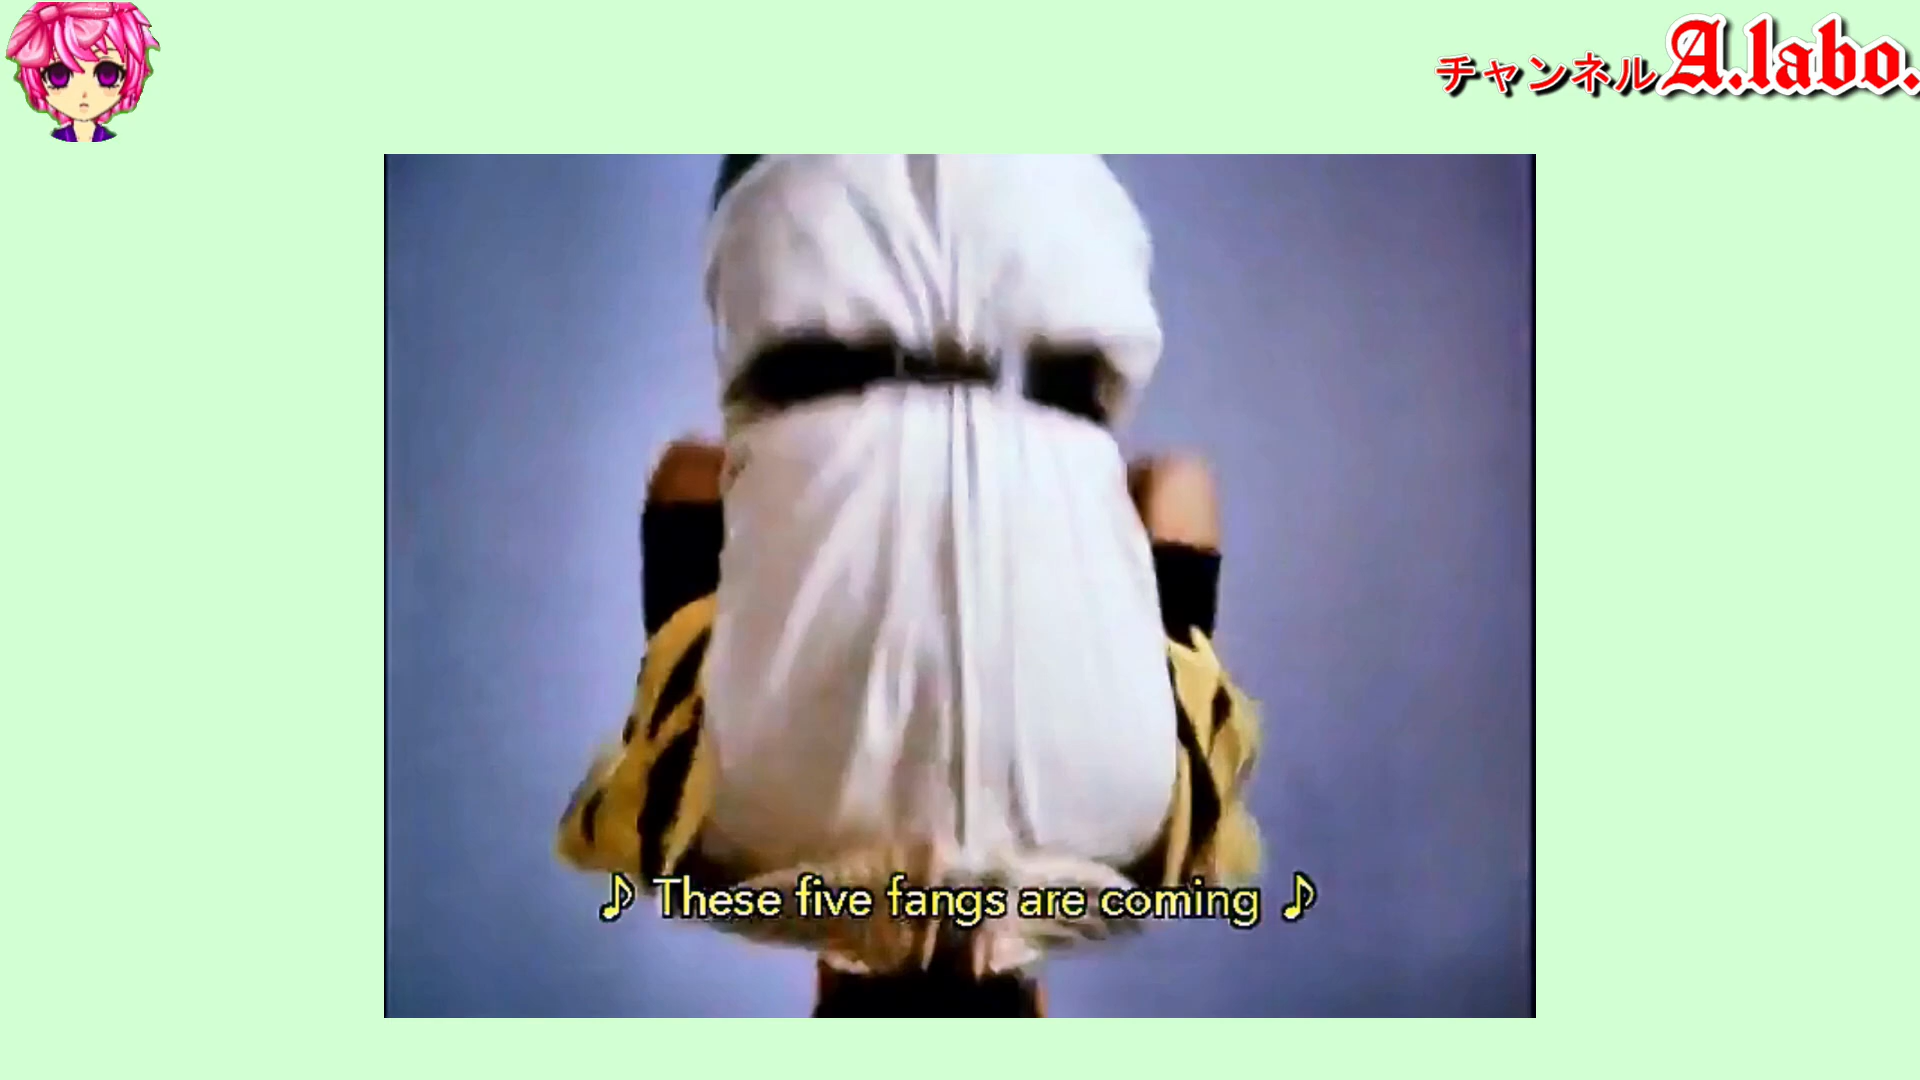 チャンネルA.labo.
♪ These five fangs are coming ♪